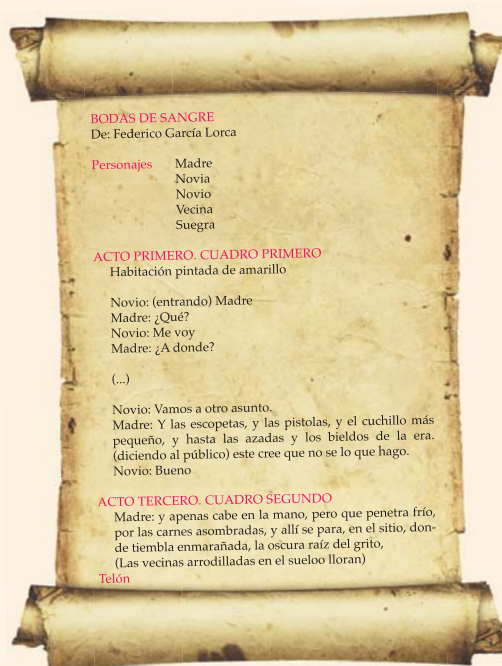 BODAS DE SANGRE
De: Federico García Lorca
Personajes Madre
Novia
Novio
Vecina
Suegra
ACTO PRIMERO. CUADRO PRIMERO
Habitación pintada de amarillo
Novio: (entrando) Madre
Madre: ¿Qué?
Novio: Me voy
Madre: ¿A donde?
(...)
Novio: Vamos a otro asunto.
Madre: Y las escopetas, y las pistolas, y el cuchillo más
pequeño, y hasta las azadas y los bieldos de la era.
(diciendo al público) este cree que no se lo que hago.
Novio: Bueno
ACTO TERCERO. CUADRO SEGUNDO
Madre: y apenas cabe en la mano, pero que penetra frío,
por las carnes asombradas, y allí se para, en el sitio, don-
de tiembla enmarañada, la oscura raíz del grito,
(Las vecinas arrodilladas en el sueloo lloran)
Telón